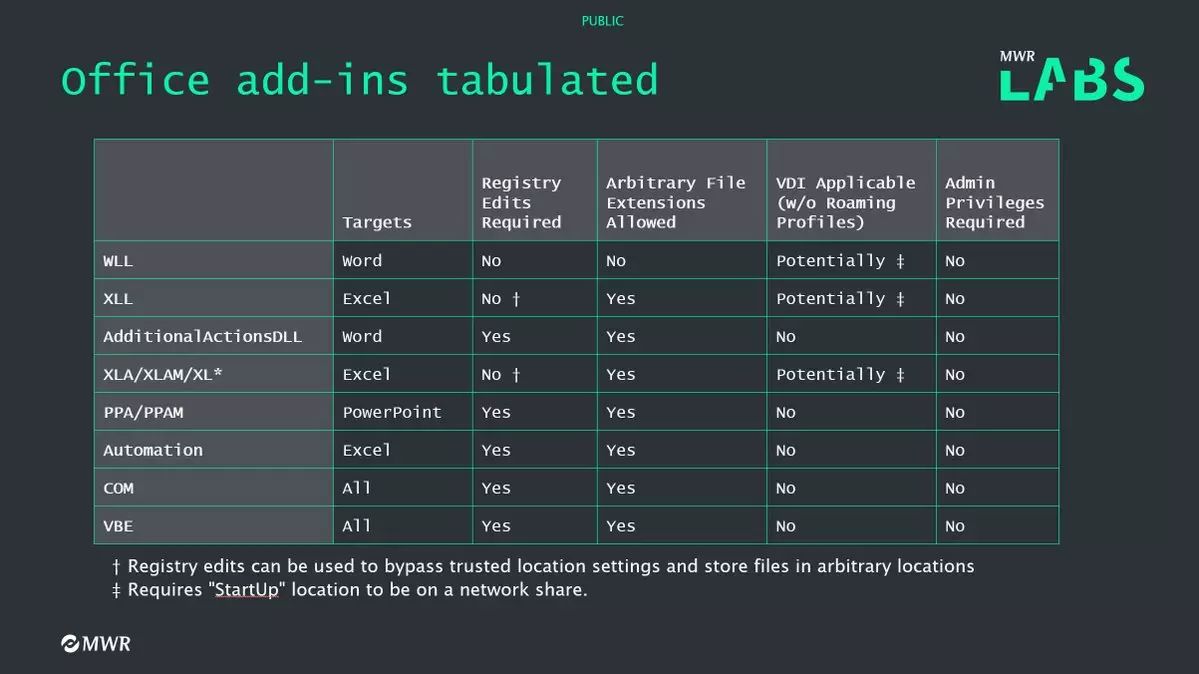 PUBLIC
Office add-ins tabulated
MWR
LABS
Targets
Registry Edits Required
Arbitrary File Extensions Allowed
VDI Applicable (w/o Roaming Profiles)
Admin Privileges Required
WLL Word No No Potentially ‡ No
XLL Excel No † Yes Potentially ‡ No
AdditionalActionsDLL Word Yes Yes No No
XLA/XLAM/XL* Excel No † Yes Potentially ‡ No
PPA/PPAM PowerPoint Yes Yes No No
Automation Excel Yes Yes No No
COM All Yes Yes No No
VBE All Yes Yes No No
† Registry edits can be used to bypass trusted location settings and store files in arbitrary locations
‡ Requires "StartUp" location to be on a network share.
MWR